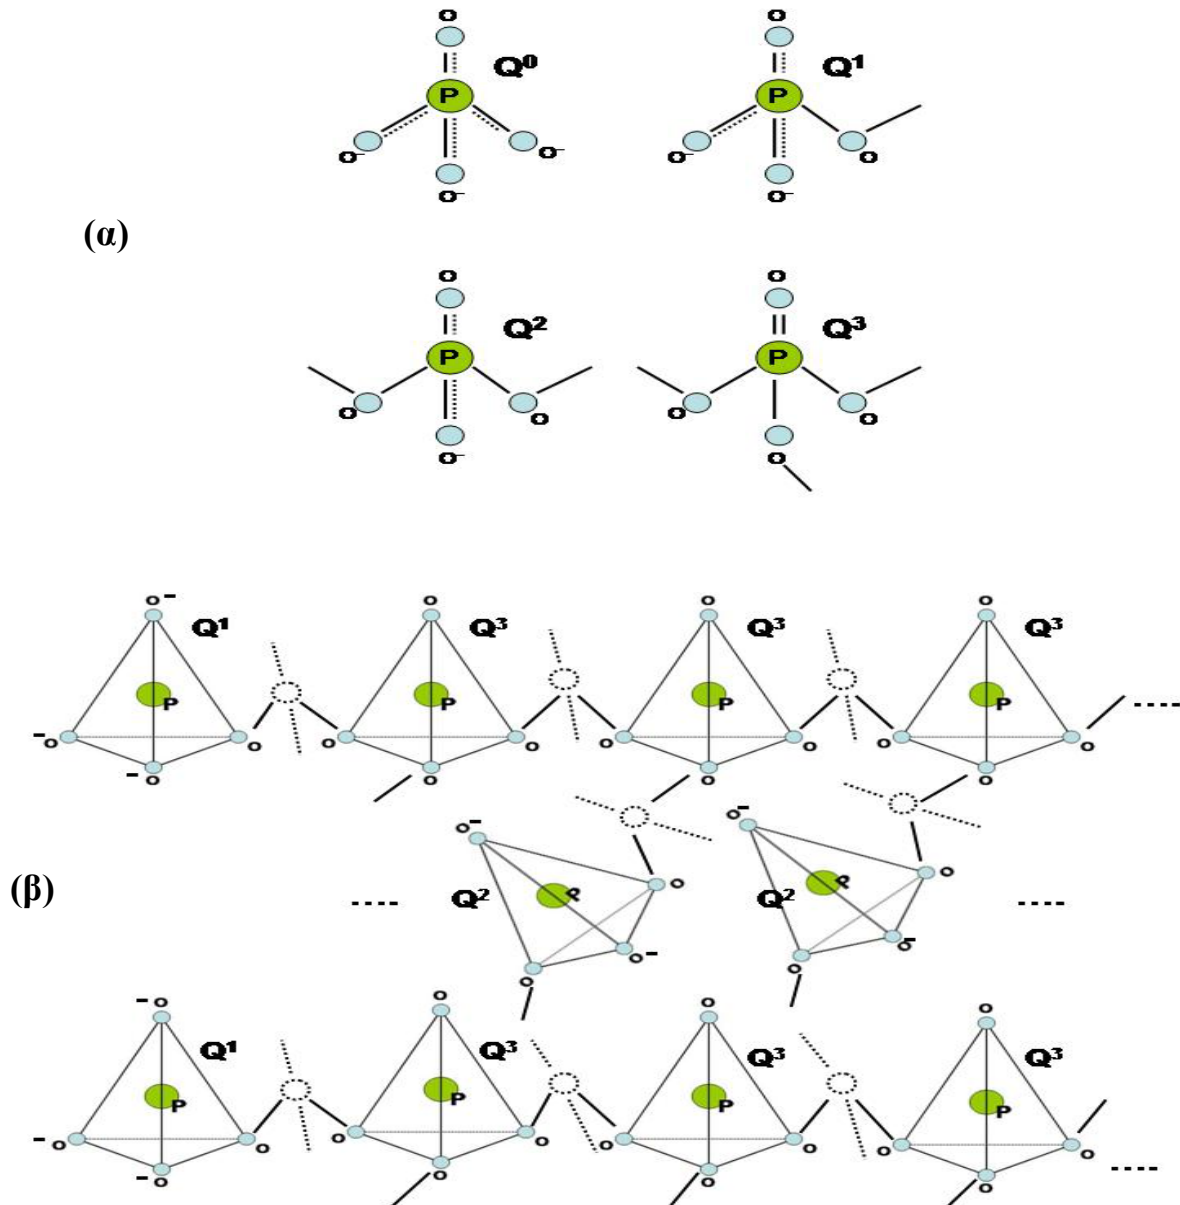 O O
Q⁰ Q¹
P P
O⁻ O⁻ O⁻ O
O⁻ O⁻
(α)
O O
Q² Q³
P P
O O O O
O⁻ O
O⁻ O O O
Q¹ Q³ Q³ Q³
P P P P
⁻O O O O O O O O
⁻O O O O
O⁻ O⁻
P P
O O
(β)
Q² Q²
O⁻ O⁻
O O
⁻O O O O
Q¹ Q³ Q³ Q³
P P P P
⁻O O O O O O O O
⁻O O O O